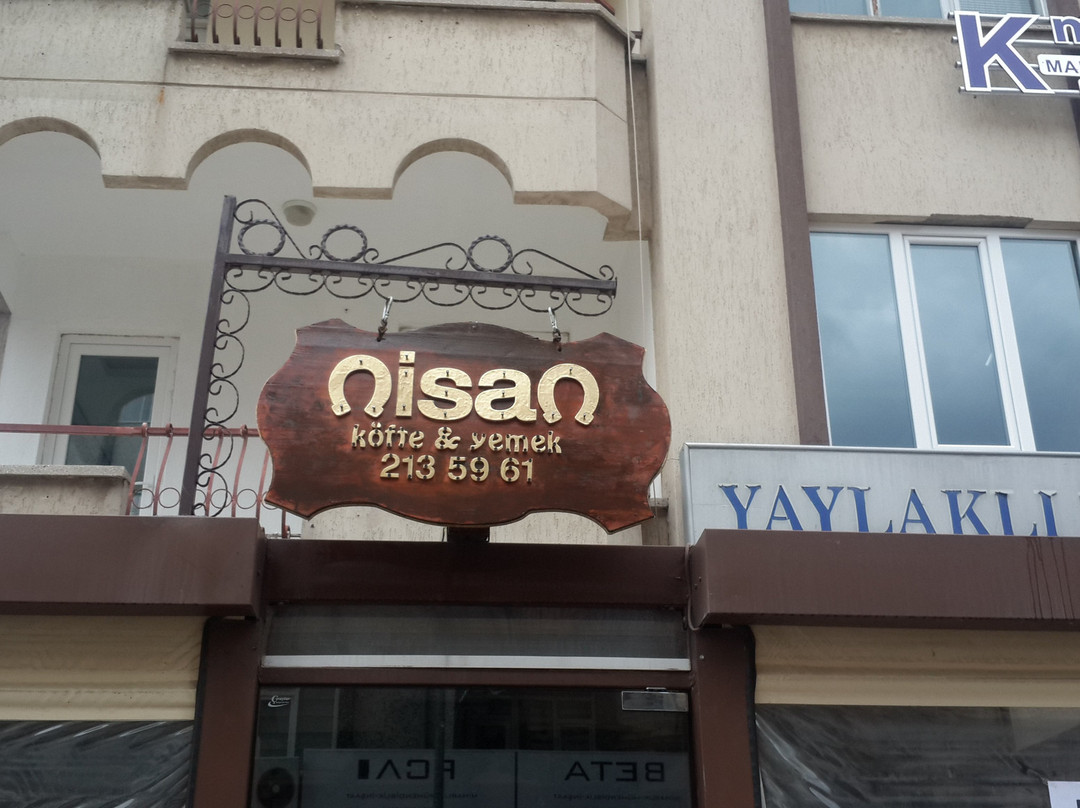 nisan
köfte & yemek
213 59 61
YAYLAKLI
BETA